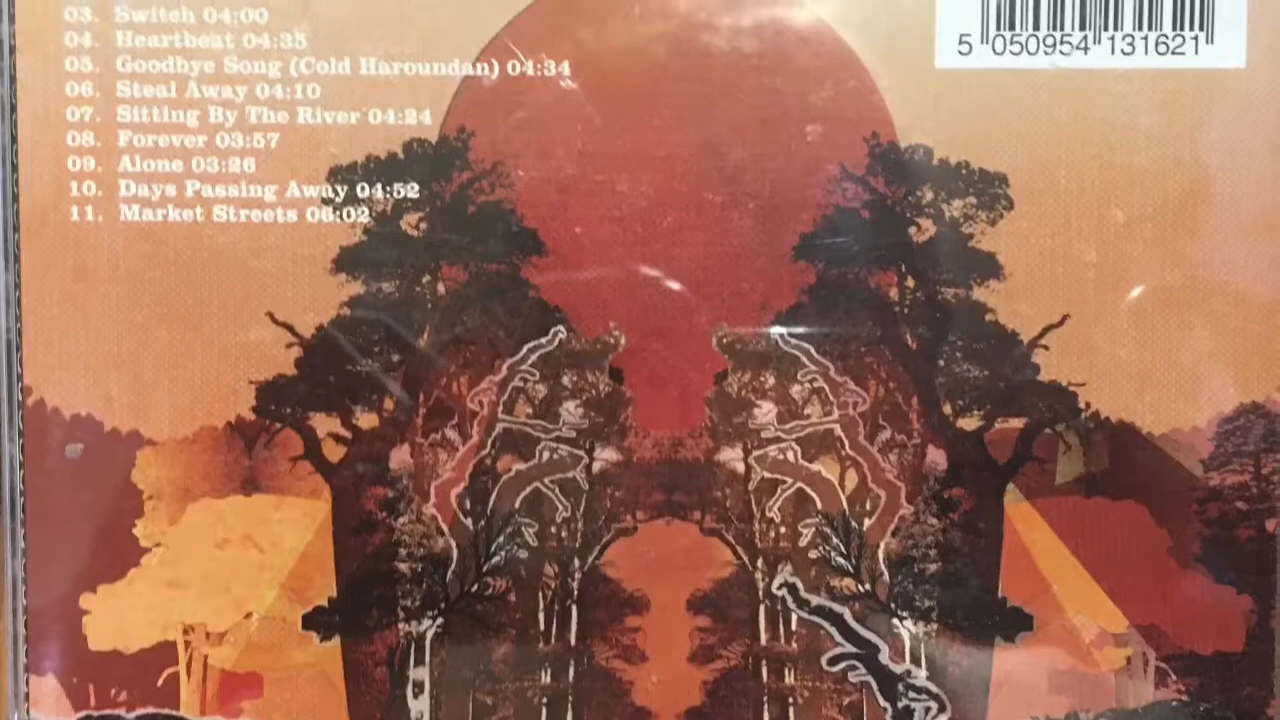 03. Switch 04:00
04. Heartbeat 04:35
05. Goodbye Song (Cold Haroundan) 04:34
06. Steal Away 04:10
07. Sitting By The River 04:24
08. Forever 03:57
09. Alone 03:26
10. Days Passing Away 04:52
11. Market Streets 06:02
5 050954 131621